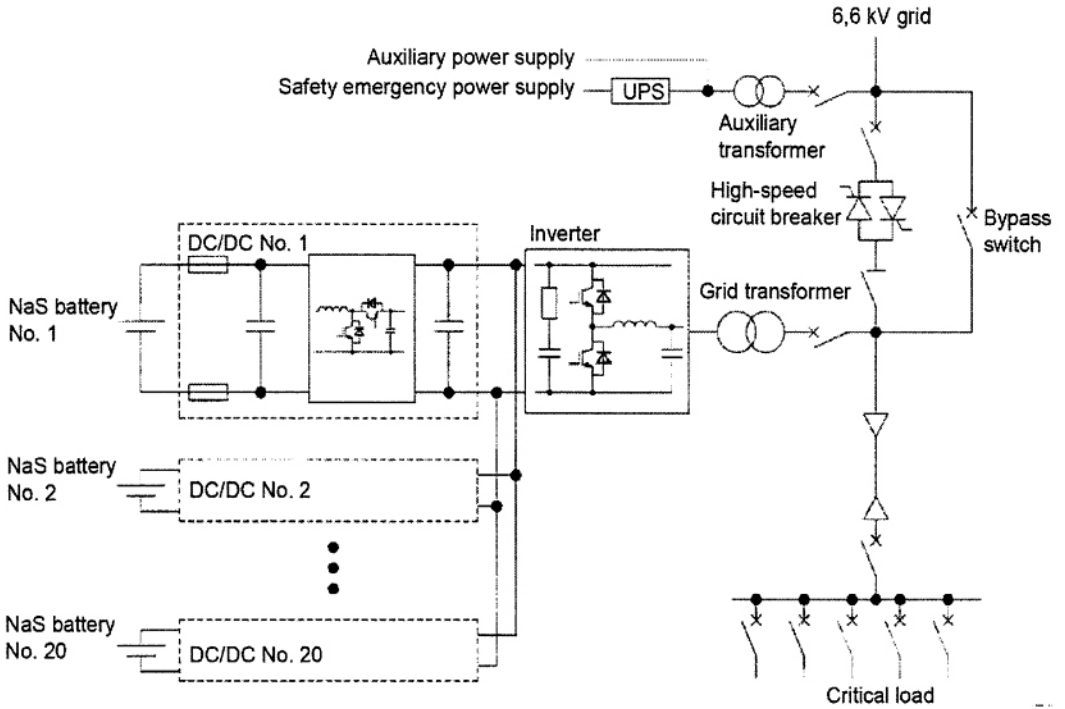 6,6 kV grid
Auxiliary power supply
Safety emergency power supply
UPS
Auxiliary
transformer
High-speed
circuit breaker
Bypass
switch
DC/DC No. 1
Inverter
NaS battery
No. 1
Grid transformer
NaS battery
No. 2
DC/DC No. 2
NaS battery
No. 20
DC/DC No. 20
Critical load